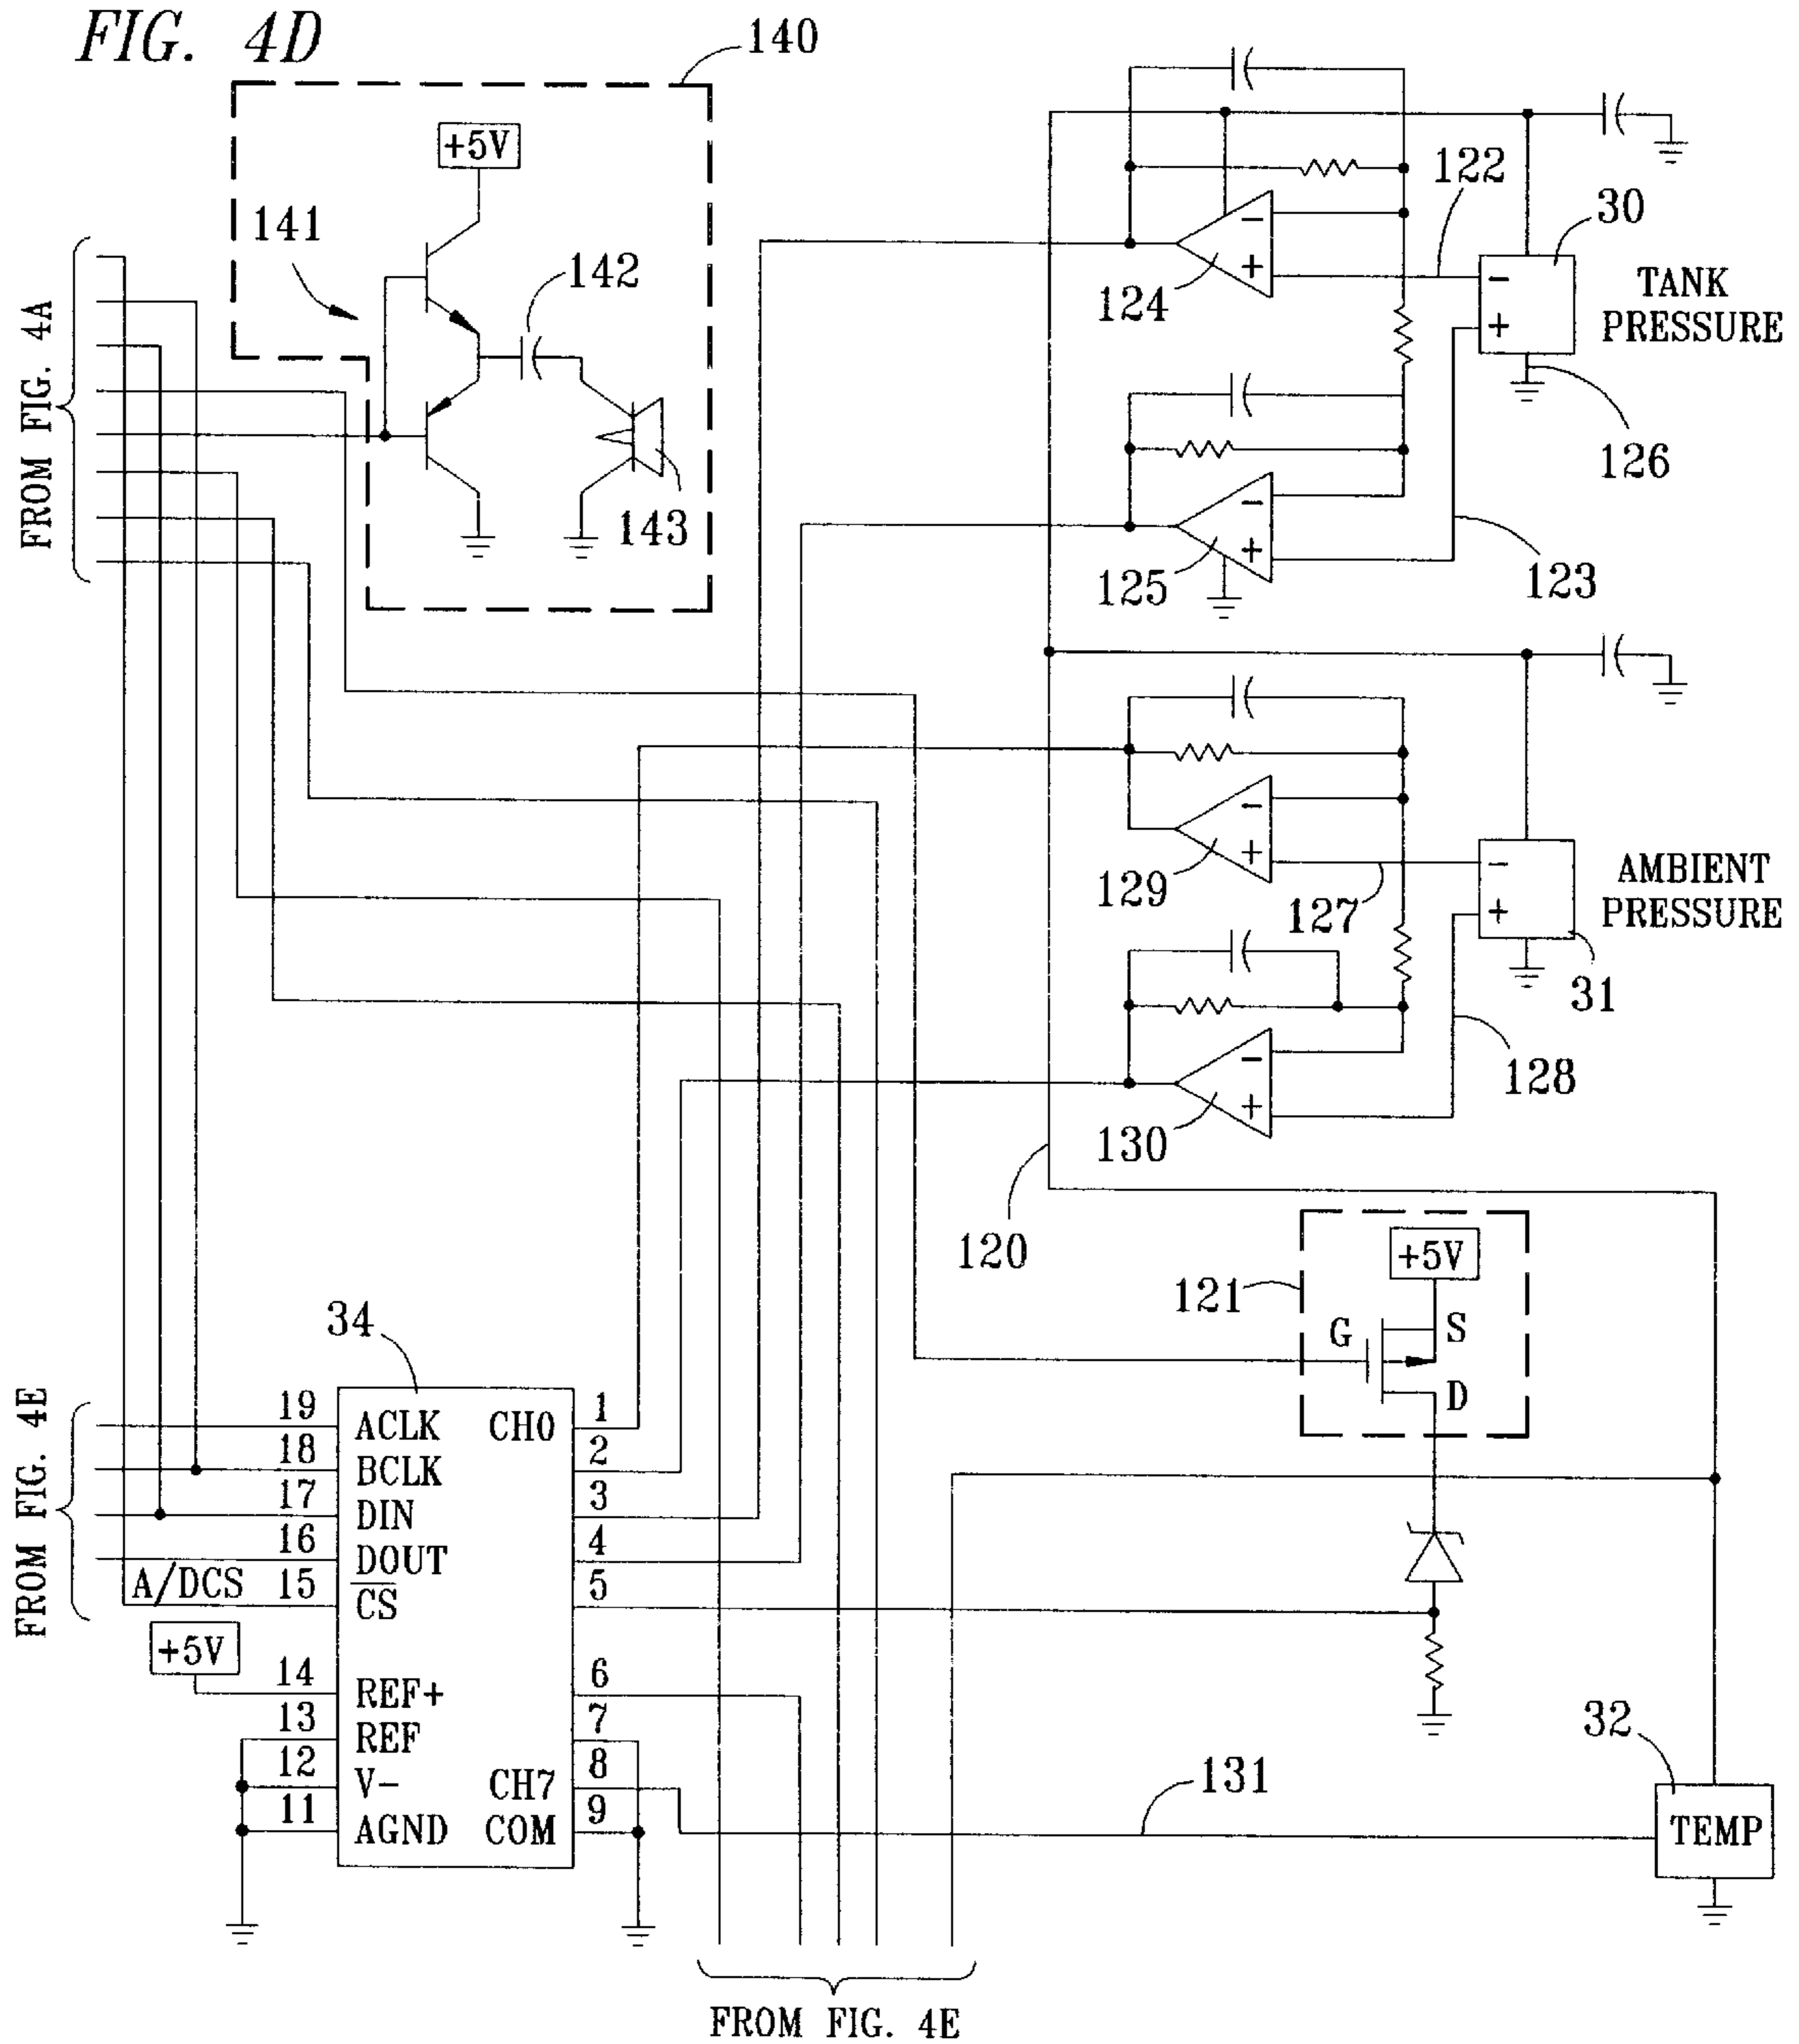 FIG. 4D
140
+5V
141
142
143
FROM FIG. 4A
122
30
−
+
124
−
+
TANK
PRESSURE
126
−
+
125
123
−
+
129
127
−
+
AMBIENT
PRESSURE
31
−
+
130
128
120
+5V
121
G
S
D
34
FROM FIG. 4E
19
ACLK
CH0
1
18
BCLK
2
17
DIN
3
16
DOUT
4
A/DCS
15
CS
5
+5V
14
REF+
6
13
REF
7
12
V−
CH7
8
11
AGND
COM
9
131
32
TEMP
FROM FIG. 4E